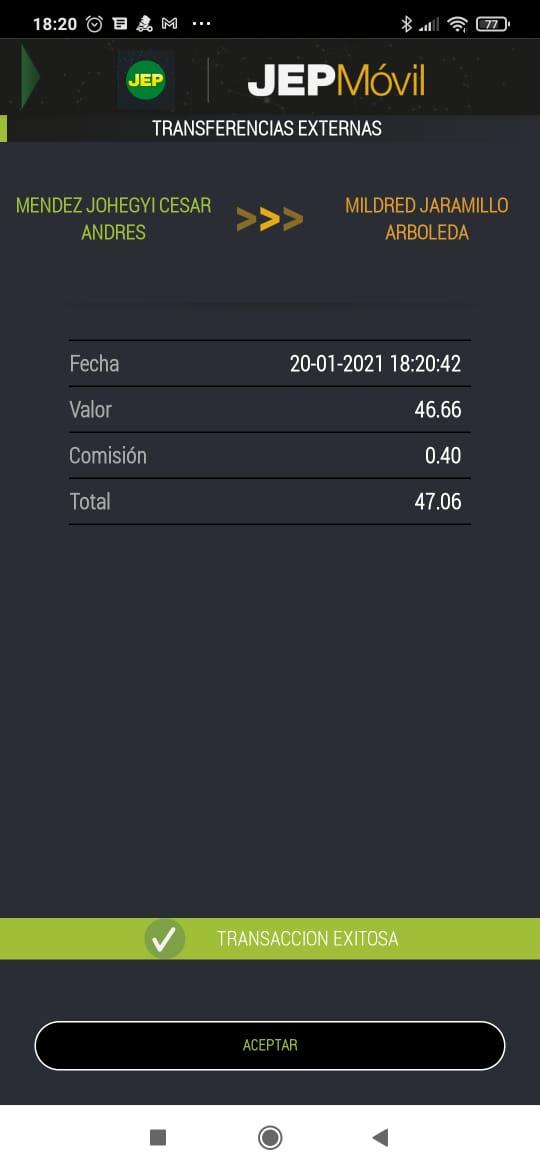 18:20
77
JEP
JEPMóvil
TRANSFERENCIAS EXTERNAS
MENDEZ JOHEGYI CESAR
ANDRES
>>>
MILDRED JARAMILLO
ARBOLEDA
Fecha 20-01-2021 18:20:42
Valor 46.66
Comisión 0.40
Total 47.06
TRANSACCION EXITOSA
ACEPTAR